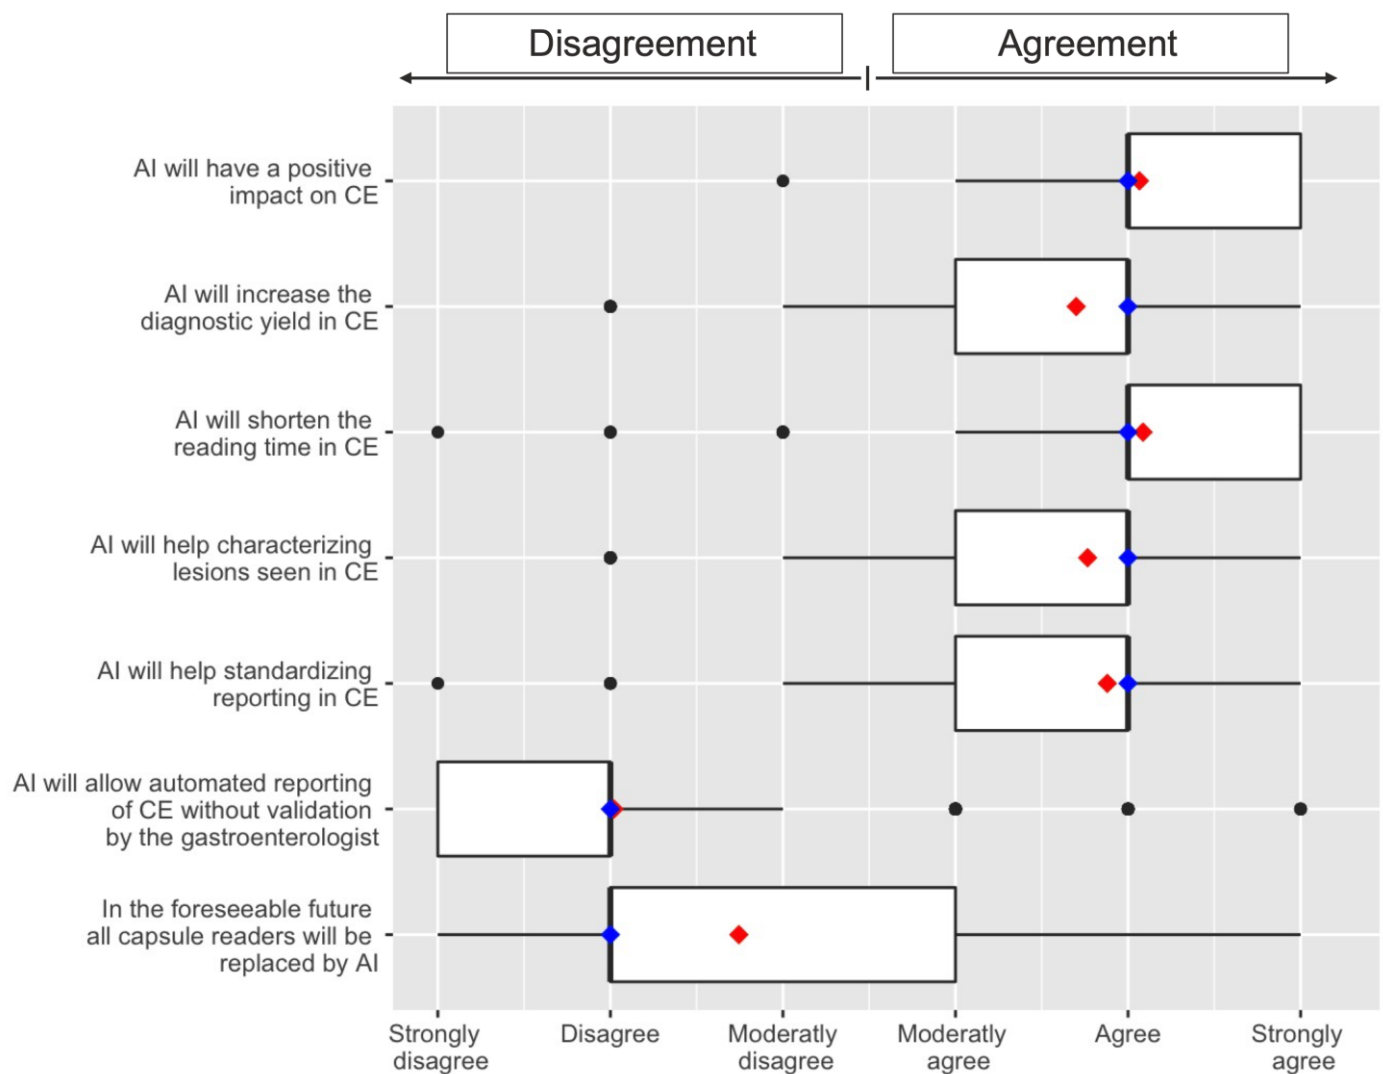 Disagreement
Agreement
AI will have a positive
impact on CE
AI will increase the
diagnostic yield in CE
AI will shorten the
reading time in CE
AI will help characterizing
lesions seen in CE
AI will help standardizing
reporting in CE
AI will allow automated reporting
of CE without validation
by the gastroenterologist
In the foreseeable future
all capsule readers will be
replaced by AI
Strongly
disagree
Disagree
Moderatly
disagree
Moderatly
agree
Agree
Strongly
agree